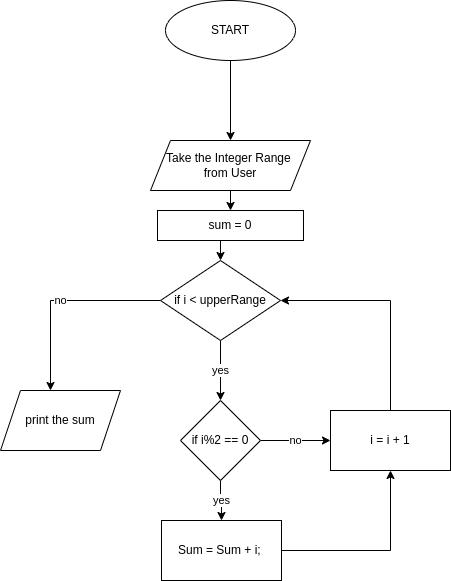 START
Take the Integer Range
from User
sum = 0
if i < upperRange
no
yes
print the sum
if i%2 == 0
no
i = i + 1
yes
Sum = Sum + i;